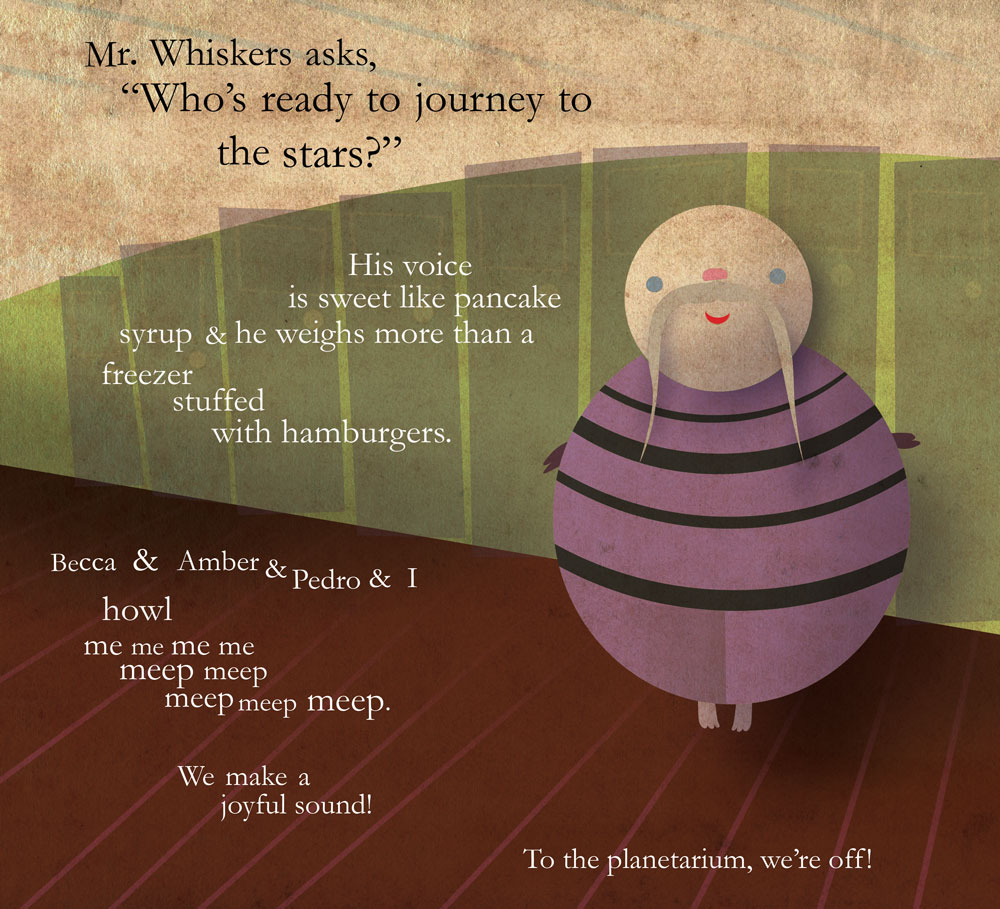 Mr. Whiskers asks,
“Who’s ready to journey to
the stars?”
His voice
is sweet like pancake
syrup & he weighs more than a
freezer
stuffed
with hamburgers.
Becca & Amber & Pedro & I
howl
me me me me
meep meep
meep meep meep.
We make a
joyful sound!
To the planetarium, we’re off!